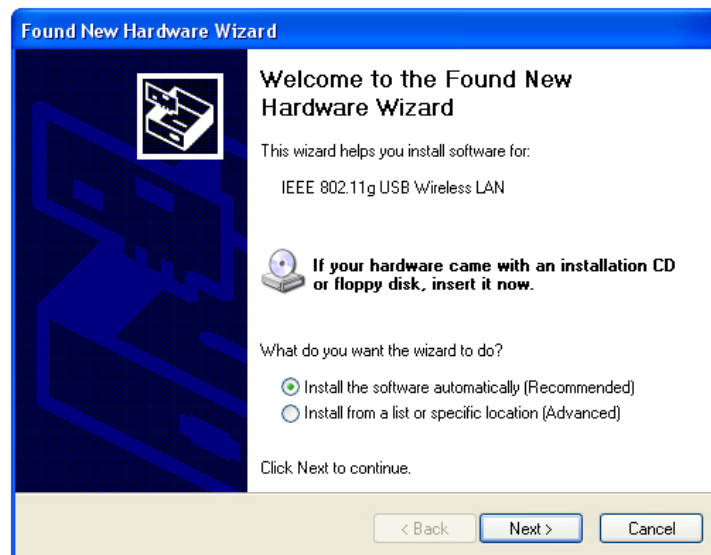 Found New Hardware Wizard
Welcome to the Found New
Hardware Wizard
This wizard helps you install software for:
IEEE 802.11g USB Wireless LAN
If your hardware came with an installation CD
or floppy disk, insert it now.
What do you want the wizard to do?
Install the software automatically (Recommended)
Install from a list or specific location (Advanced)
Click Next to continue.
< Back Next > Cancel